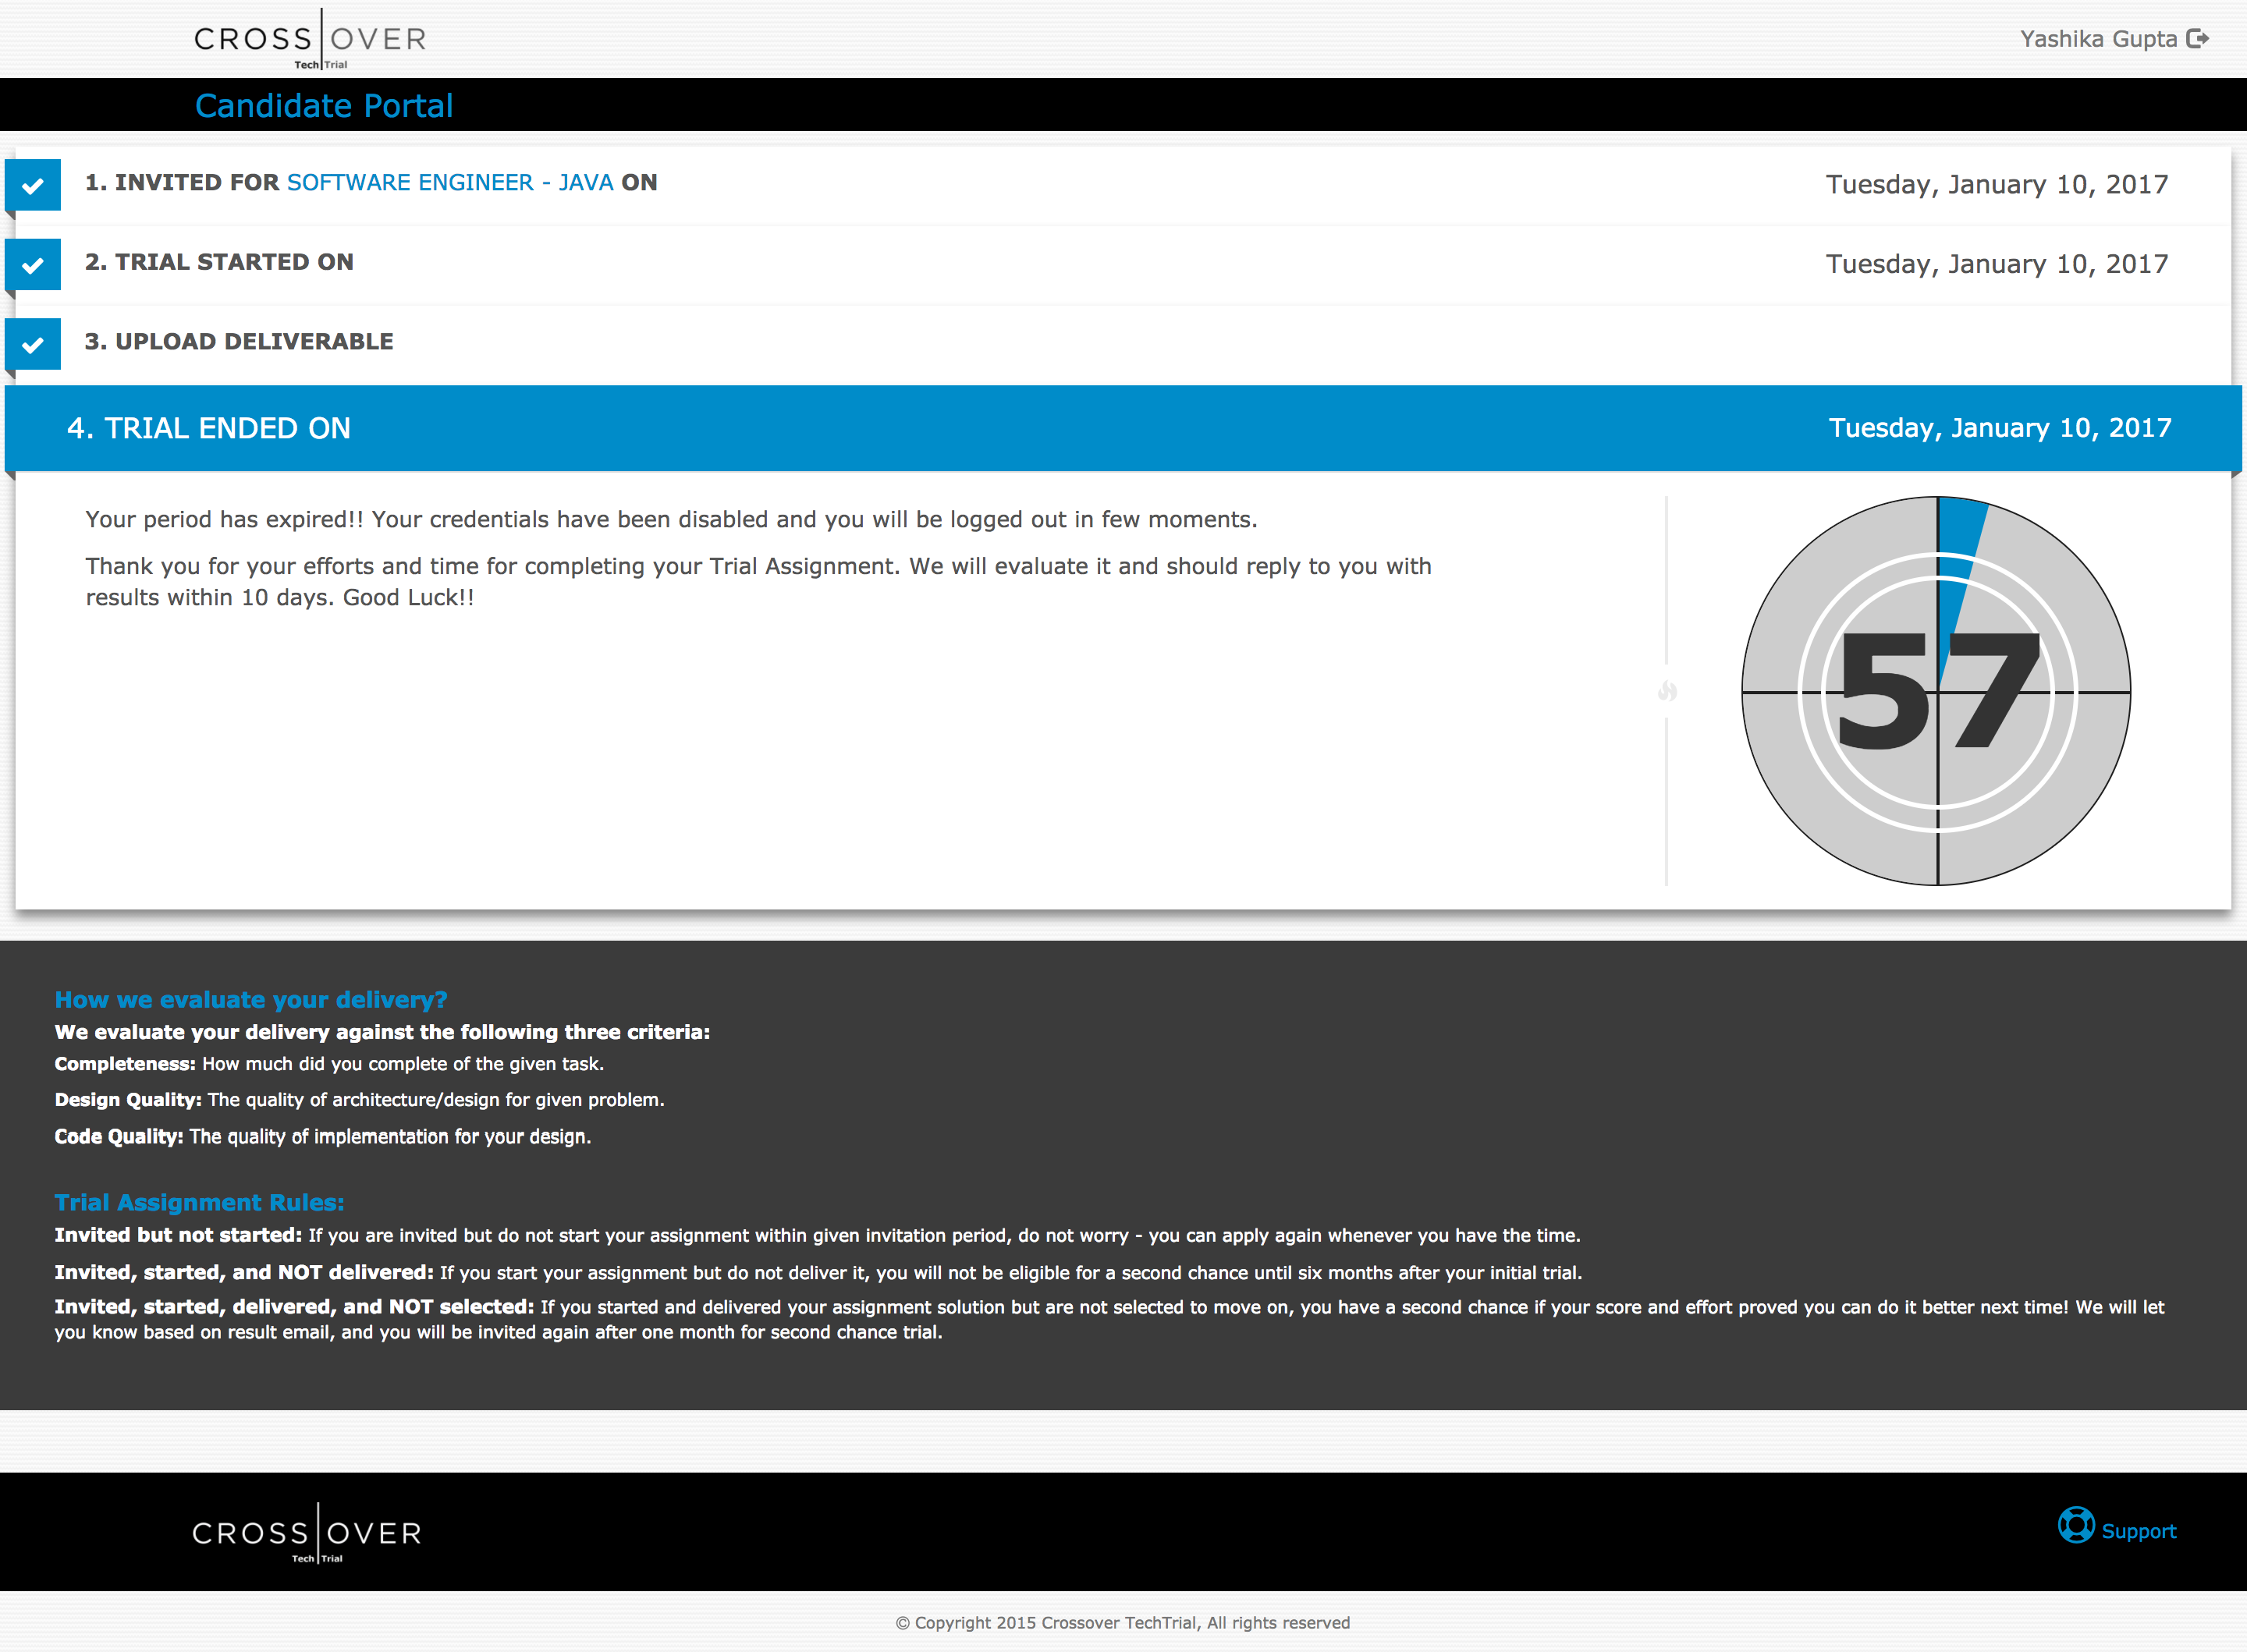 CROSS OVER
Tech Trial
Yashika Gupta
Candidate Portal
1. INVITED FOR SOFTWARE ENGINEER - JAVA ON
Tuesday, January 10, 2017
2. TRIAL STARTED ON
Tuesday, January 10, 2017
3. UPLOAD DELIVERABLE
4. TRIAL ENDED ON
Tuesday, January 10, 2017
Your period has expired!! Your credentials have been disabled and you will be logged out in few moments.
Thank you for your efforts and time for completing your Trial Assignment. We will evaluate it and should reply to you with
results within 10 days. Good Luck!!
57
How we evaluate your delivery?
We evaluate your delivery against the following three criteria:
Completeness: How much did you complete of the given task.
Design Quality: The quality of architecture/design for given problem.
Code Quality: The quality of implementation for your design.
Trial Assignment Rules:
Invited but not started: If you are invited but do not start your assignment within given invitation period, do not worry - you can apply again whenever you have the time.
Invited, started, and NOT delivered: If you start your assignment but do not deliver it, you will not be eligible for a second chance until six months after your initial trial.
Invited, started, delivered, and NOT selected: If you started and delivered your assignment solution but are not selected to move on, you have a second chance if your score and effort proved you can do it better next time! We will let
you know based on result email, and you will be invited again after one month for second chance trial.
CROSS OVER
Tech Trial
Support
© Copyright 2015 Crossover TechTrial, All rights reserved